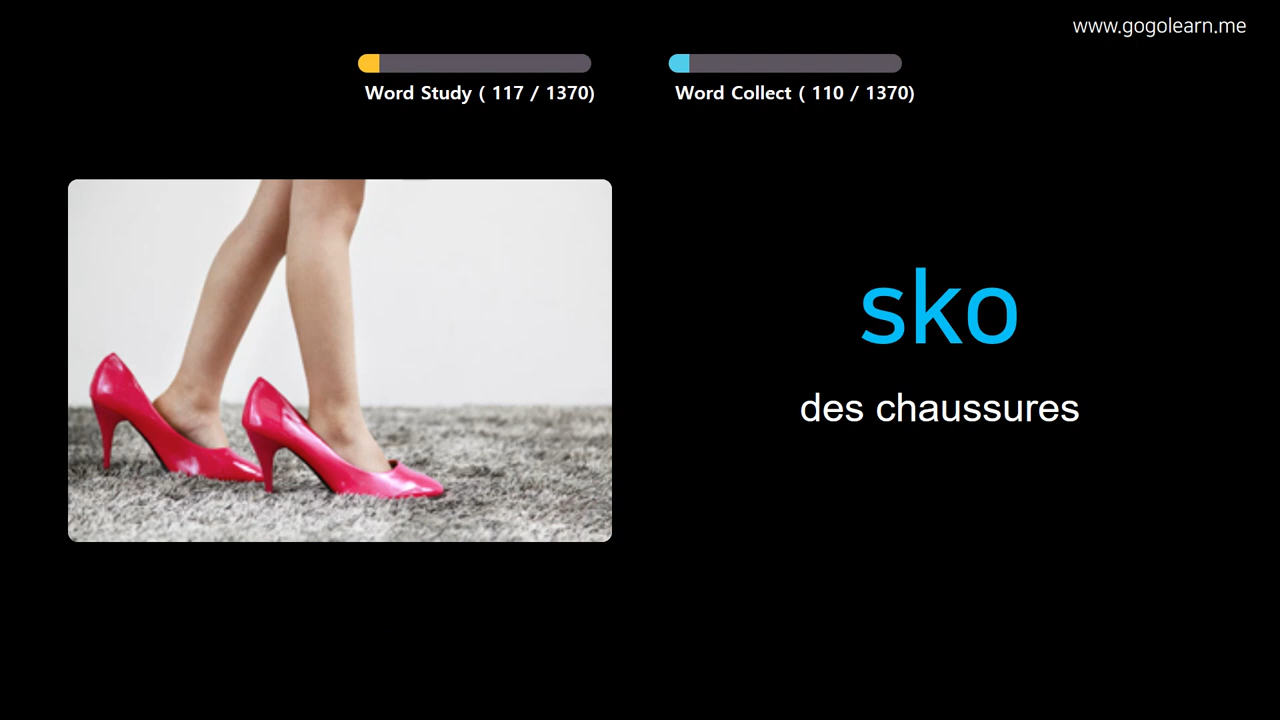 www.gogolearn.me
Word Study ( 117 / 1370)
Word Collect ( 110 / 1370)
sko
des chaussures